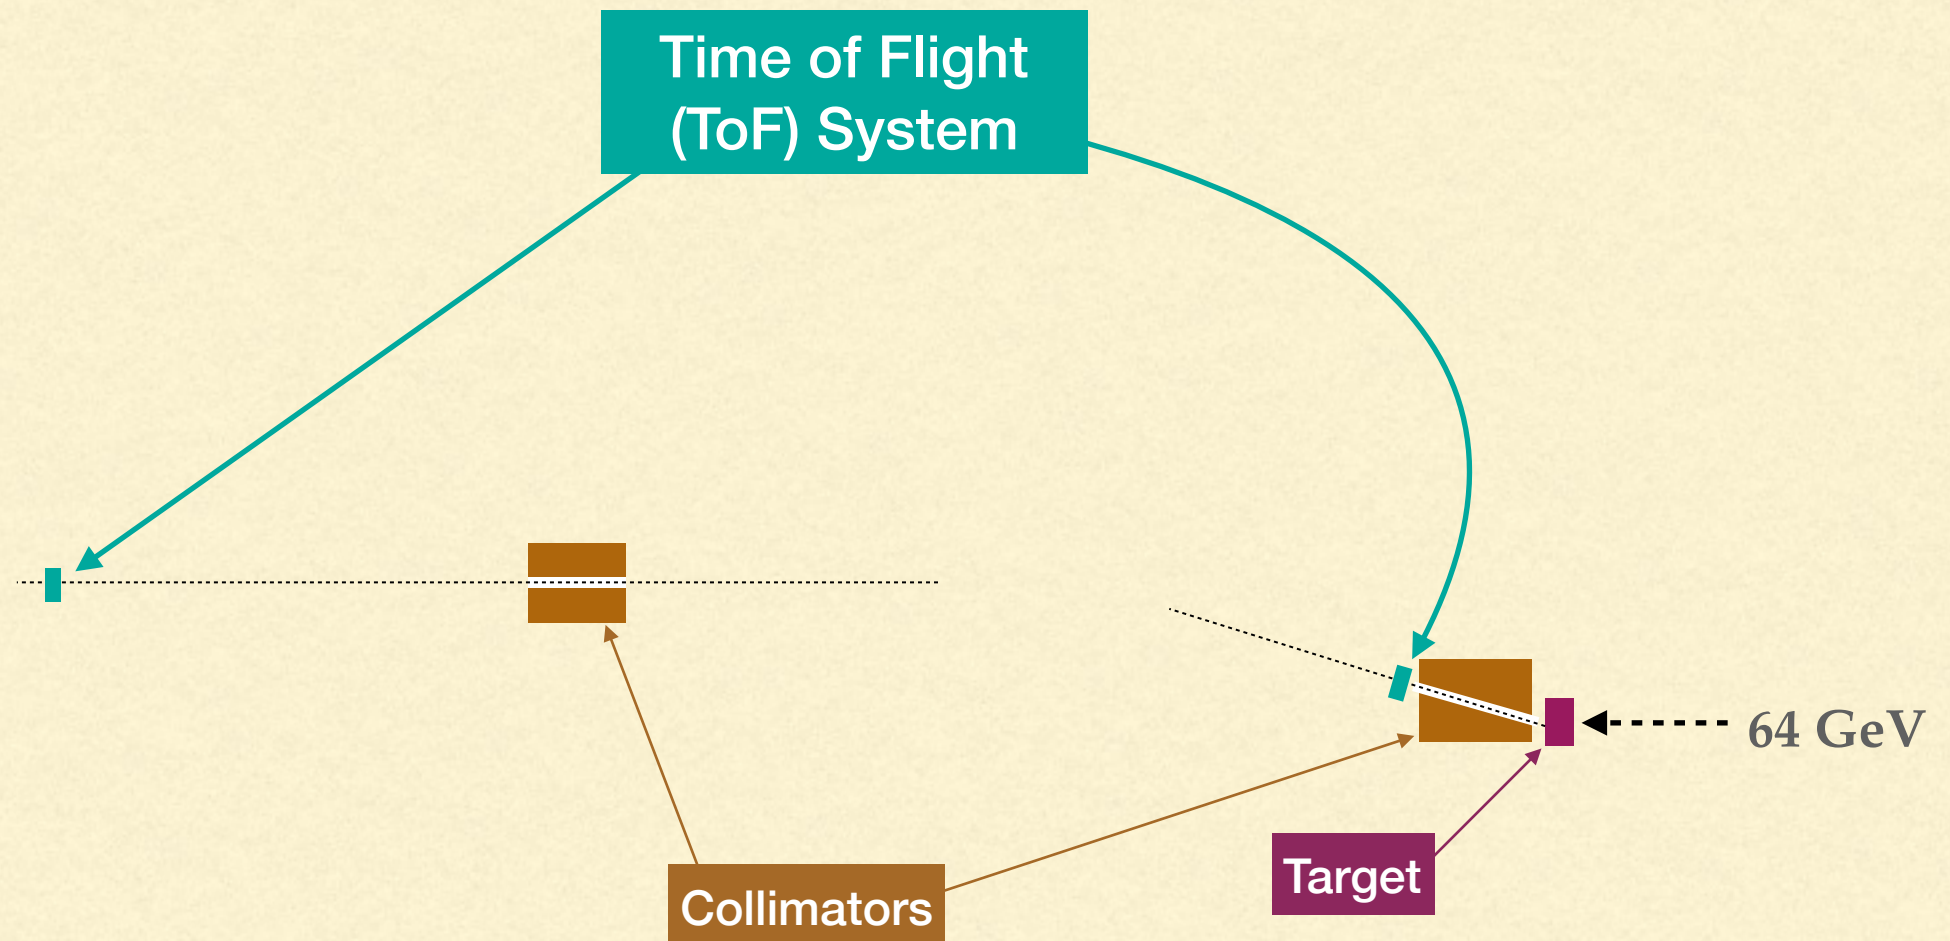 Time of Flight
(ToF) System
64 GeV
Target
Collimators